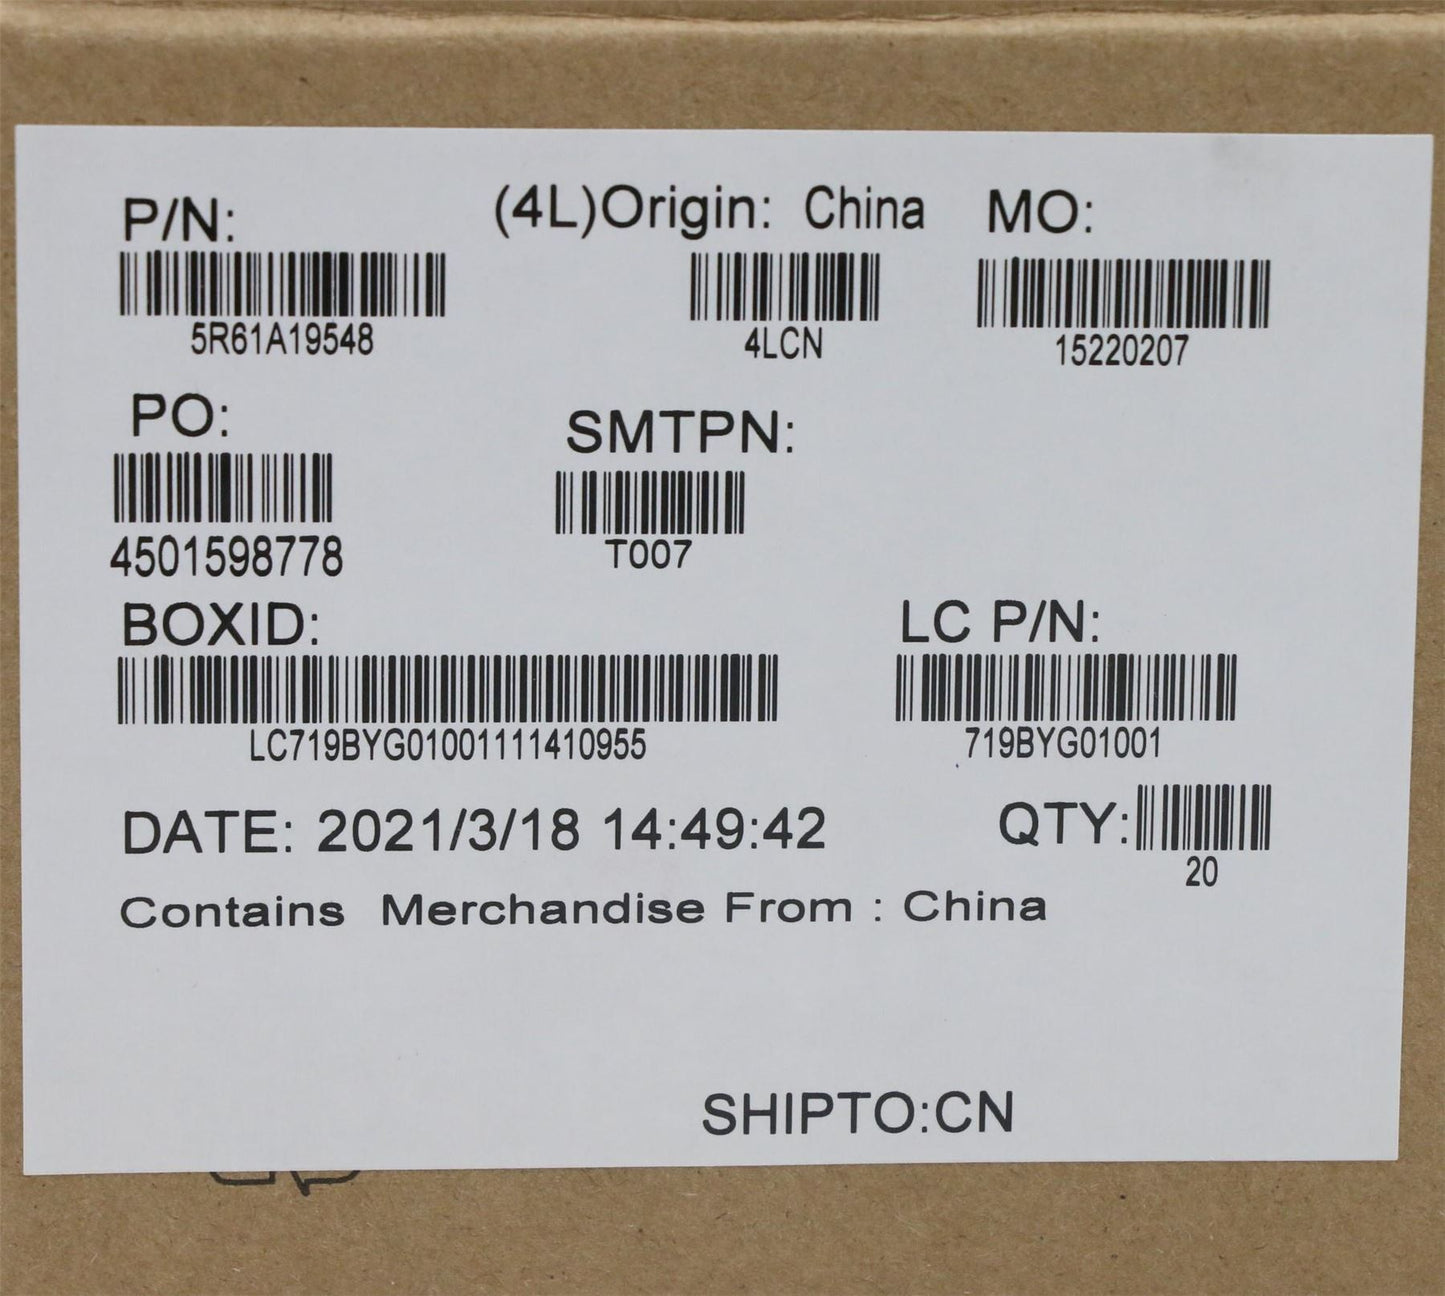 P/N: (4L)Origin: China MO:
5R61A19548 4LCN 15220207
PO: SMTPN:
4501598778 T007
BOXID: LC P/N:
LC719BYG01001111410955 719BYG01001
DATE: 2021/3/18 14:49:42 QTY:
20
Contains Merchandise From : China
SHIPTO:CN